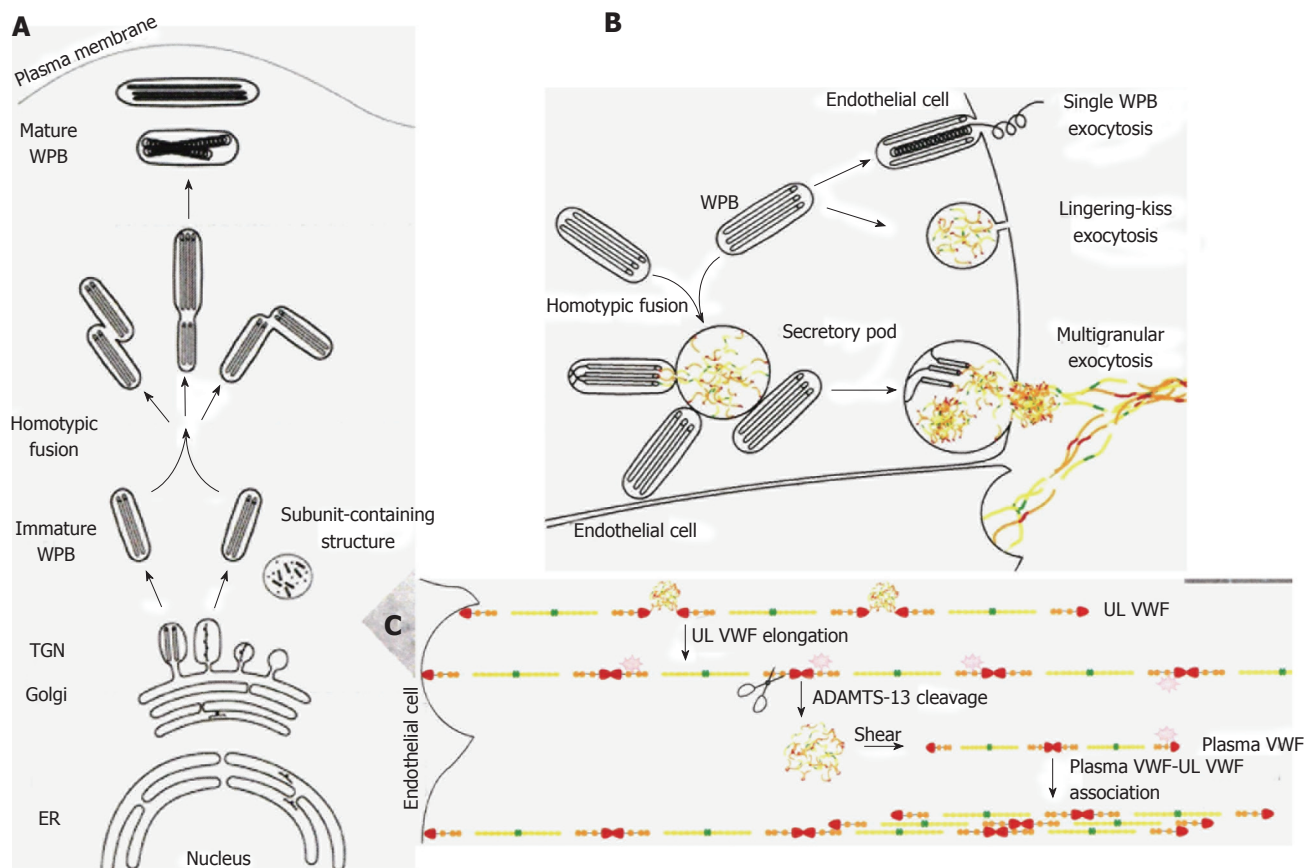 A
Plasma membrane
Mature
WPB
Homotypic
fusion
Immature
WPB
Subunit-containing
structure
TGN
Golgi
ER
Nucleus
B
Endothelial cell
Single WPB
exocytosis
WPB
Lingering-kiss
exocytosis
Homotypic fusion
Secretory pod
Multigranular
exocytosis
Endothelial cell
C
Endothelial cell
UL VWF
UL VWF elongation
ADAMTS-13 cleavage
Shear
Plasma VWF
Plasma VWF-UL VWF
association